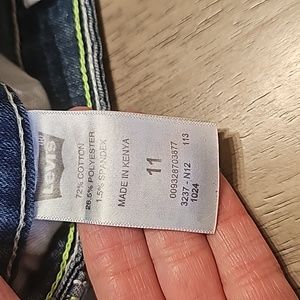 Levi's
72% COTTON
26.5% POLYESTER
1.5% SPANDEX
MADE IN KENYA
11
113
009328703877
3237 - N12
1024